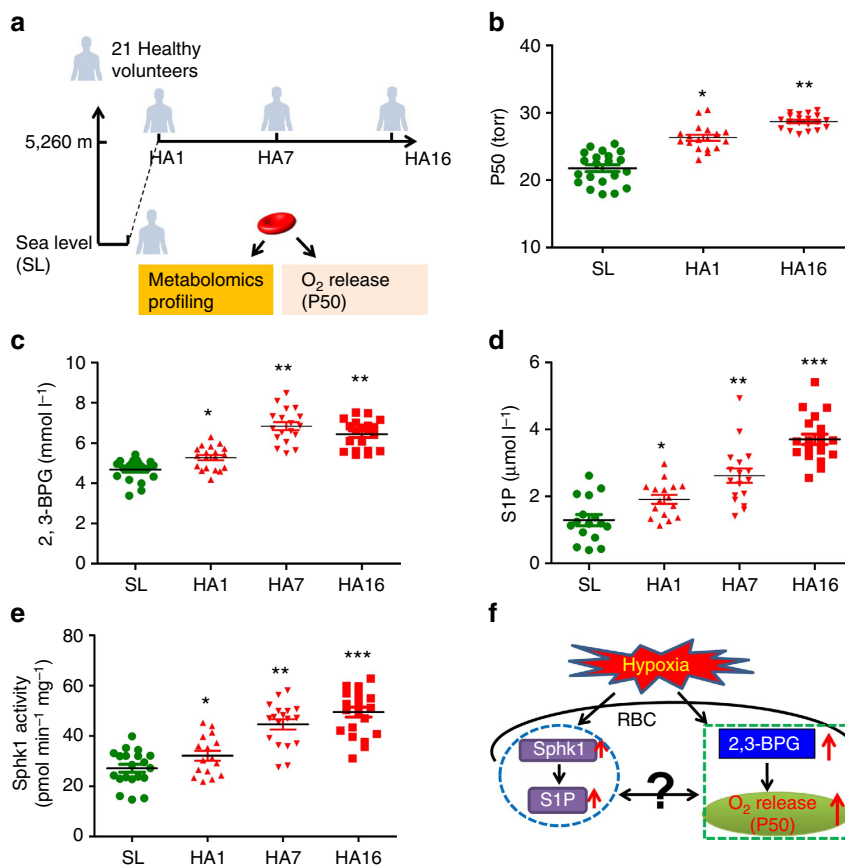 a
21 Healthy
volunteers
5,260 m
HA1
HA7
HA16
Sea level
(SL)
Metabolomics
profiling
O₂ release
(P50)
b
P50 (torr)
40
30
20
10
*
**
SL
HA1
HA16
c
2, 3-BPG (mmol l⁻¹)
10
8
6
4
2
0
*
**
**
SL
HA1
HA7
HA16
d
S1P (μmol l⁻¹)
6
4
2
0
*
**
***
SL
HA1
HA7
HA16
e
Sphk1 activity
(pmol min⁻¹ mg⁻¹)
80
60
40
20
0
*
**
***
SL
HA1
HA7
HA16
f
Hypoxia
RBC
Sphk1
S1P
?
2,3-BPG
O₂ release
(P50)